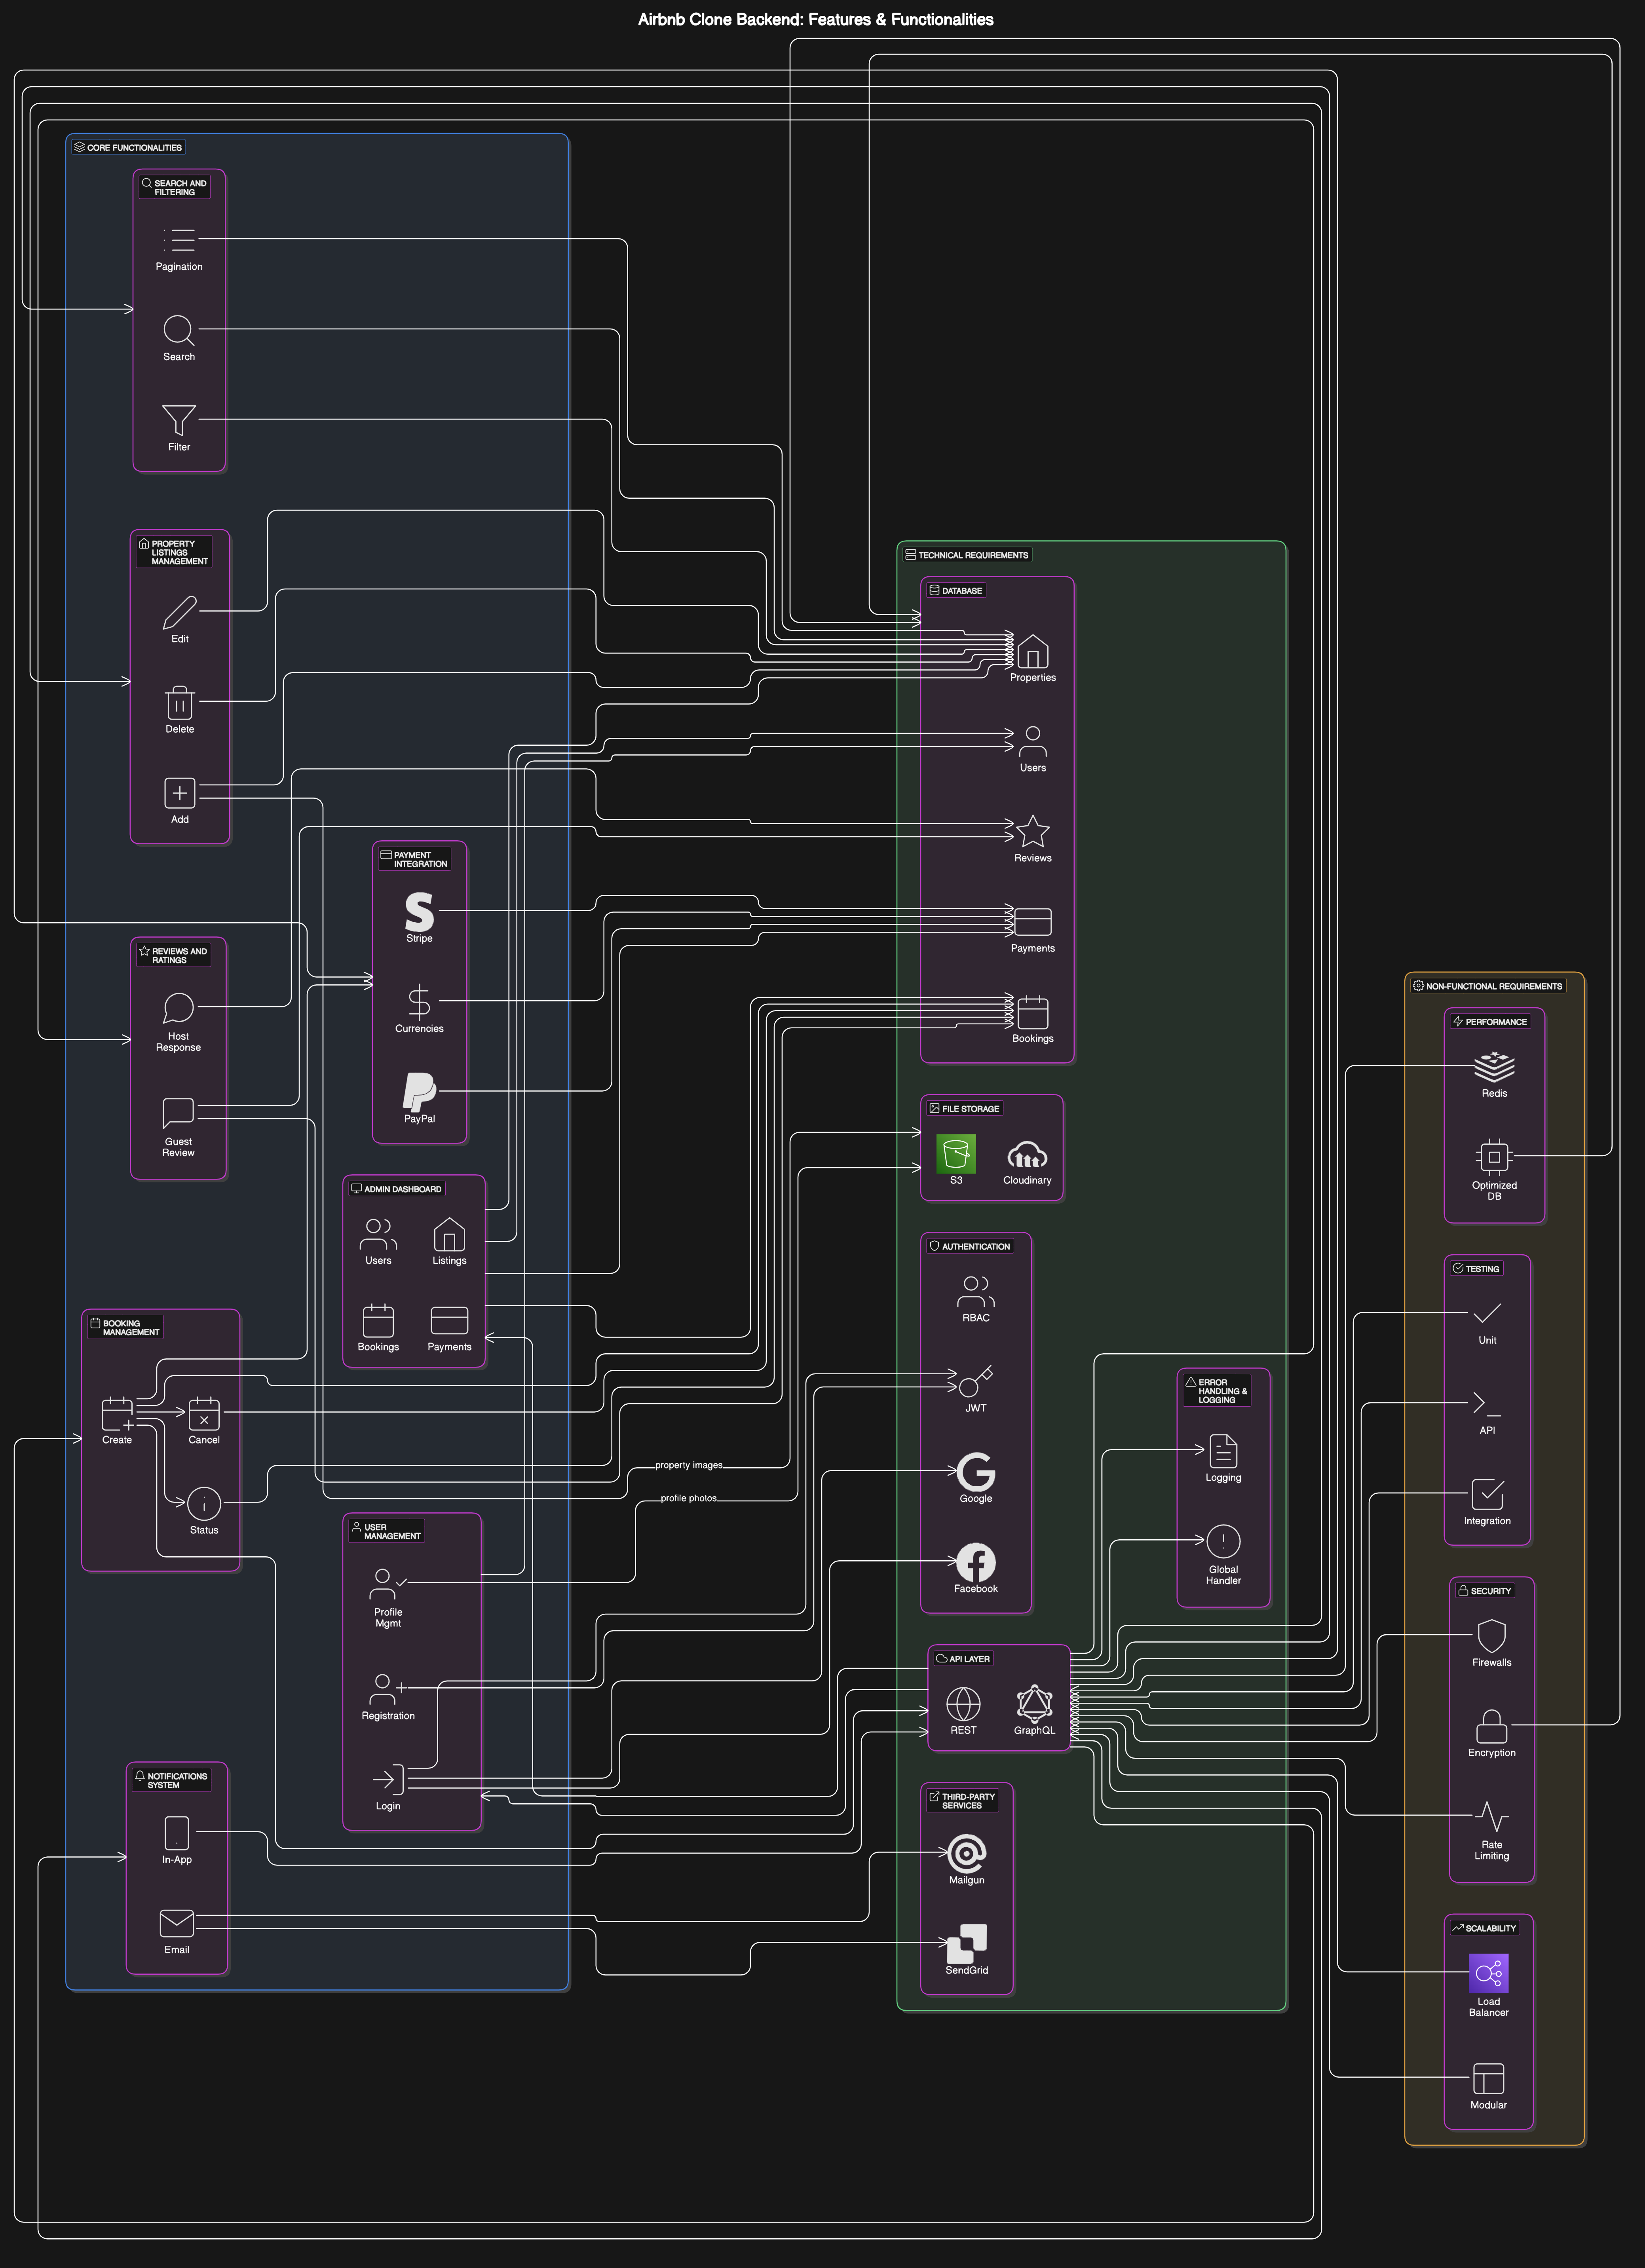 Airbnb Clone Backend: Features & Functionalities
CORE FUNCTIONALITIES
SEARCH AND
FILTERING
Pagination
Search
Filter
PROPERTY
LISTINGS
MANAGEMENT
Edit
Delete
Add
PAYMENT
INTEGRATION
Stripe
Currencies
PayPal
REVIEWS AND
RATINGS
Host
Response
Guest
Review
ADMIN DASHBOARD
Users
Listings
Bookings
Payments
BOOKING
MANAGEMENT
Create
Cancel
Status
USER
MANAGEMENT
Profile
Mgmt
Registration
Login
NOTIFICATIONS
SYSTEM
In-App
Email
property images
profile photos
TECHNICAL REQUIREMENTS
DATABASE
Properties
Users
Reviews
Payments
Bookings
FILE STORAGE
S3
Cloudinary
AUTHENTICATION
RBAC
JWT
Google
Facebook
ERROR
HANDLING &
LOGGING
Logging
Global
Handler
API LAYER
REST
GraphQL
THIRD-PARTY
SERVICES
Mailgun
SendGrid
NON-FUNCTIONAL REQUIREMENTS
PERFORMANCE
Redis
Optimized
DB
TESTING
Unit
API
Integration
SECURITY
Firewalls
Encryption
Rate
Limiting
SCALABILITY
Load
Balancer
Modular